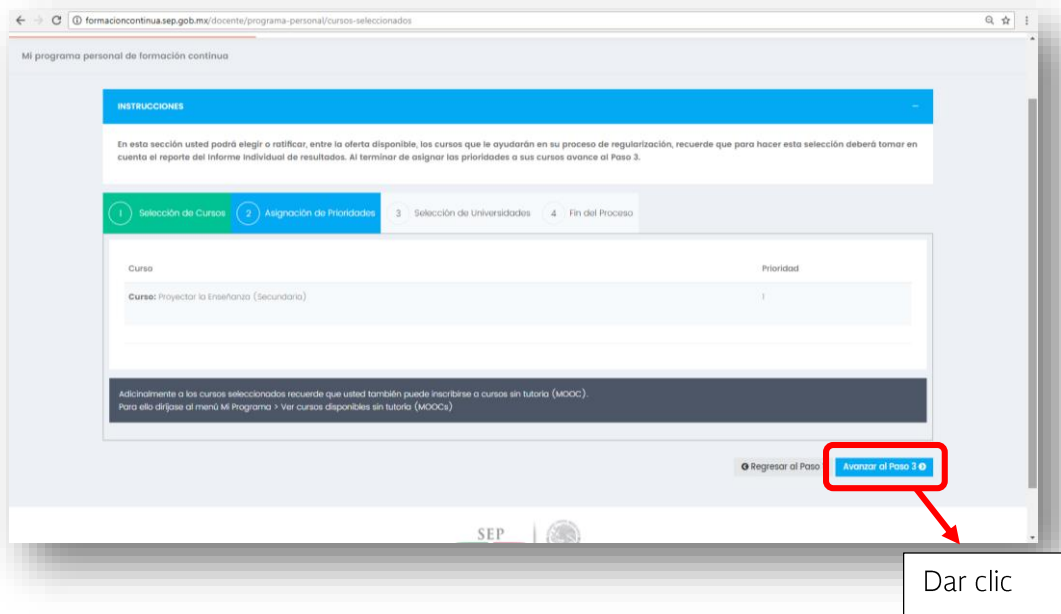 formacioncontinua.sep.gob.mx/docente/programa-personal/cursos-seleccionados
Mi programa personal de formación continua
INSTRUCCIONES
En esta sección usted podrá elegir o ratificar, entre la oferta disponible, los cursos que le ayudarán en su proceso de regularización, recuerde que para hacer esta selección deberá tomar en
cuenta el reporte del Informe Individual de resultados. Al terminar de asignar las prioridades a sus cursos avance al Paso 3.
1 Selección de Cursos 2 Asignación de Prioridades 3 Selección de Universidades 4 Fin del Proceso
Curso Prioridad
Curso: Proyectar la Enseñanza (Secundaria) 1
Adicinalmente a los cursos seleccionados recuerde que usted también puede inscribirse a cursos sin tutoría (MOOC).
Para ello diríjase al menú Mi Programa > Ver cursos disponibles sin tutoría (MOOCs)
Regresar al Paso Avanzar al Paso 3
SEP
Dar clic